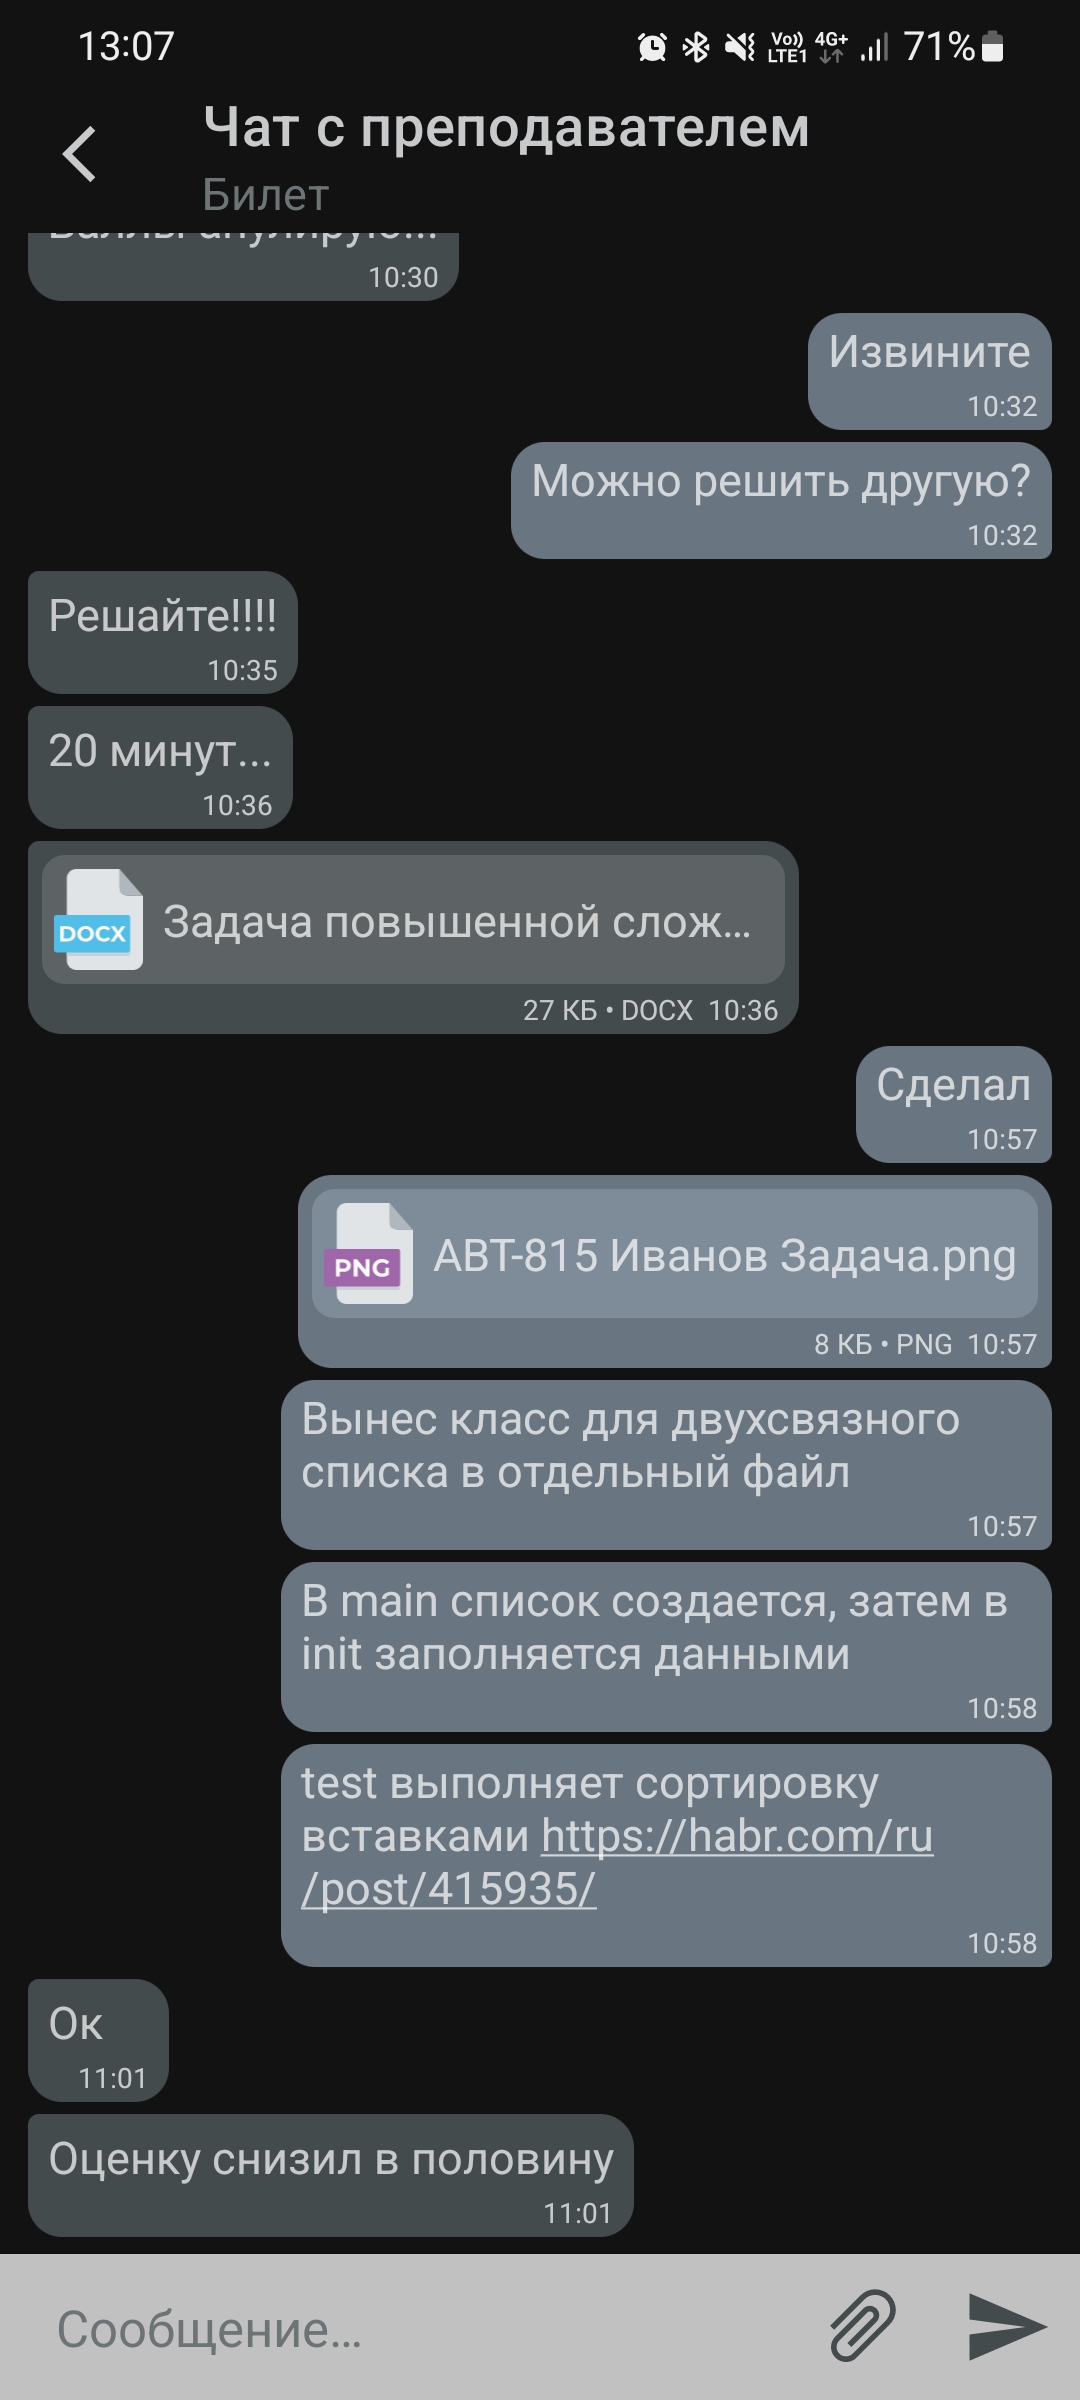 13:07
Vo)) LTE1 4G+ 71%
Чат с преподавателем
Билет
Баллы анулирую...
10:30
Извините
10:32
Можно решить другую?
10:32
Решайте!!!!
10:35
20 минут...
10:36
DOCX
Задача повышенной слож...
27 КБ • DOCX 10:36
Сделал
10:57
PNG
АВТ-815 Иванов Задача.png
8 КБ • PNG 10:57
Вынес класс для двухсвязного
списка в отдельный файл
10:57
В main список создается, затем в
init заполняется данными
10:58
test выполняет сортировку
вставками https://habr.com/ru
/post/415935/
10:58
Ок
11:01
Оценку снизил в половину
11:01
Сообщение...